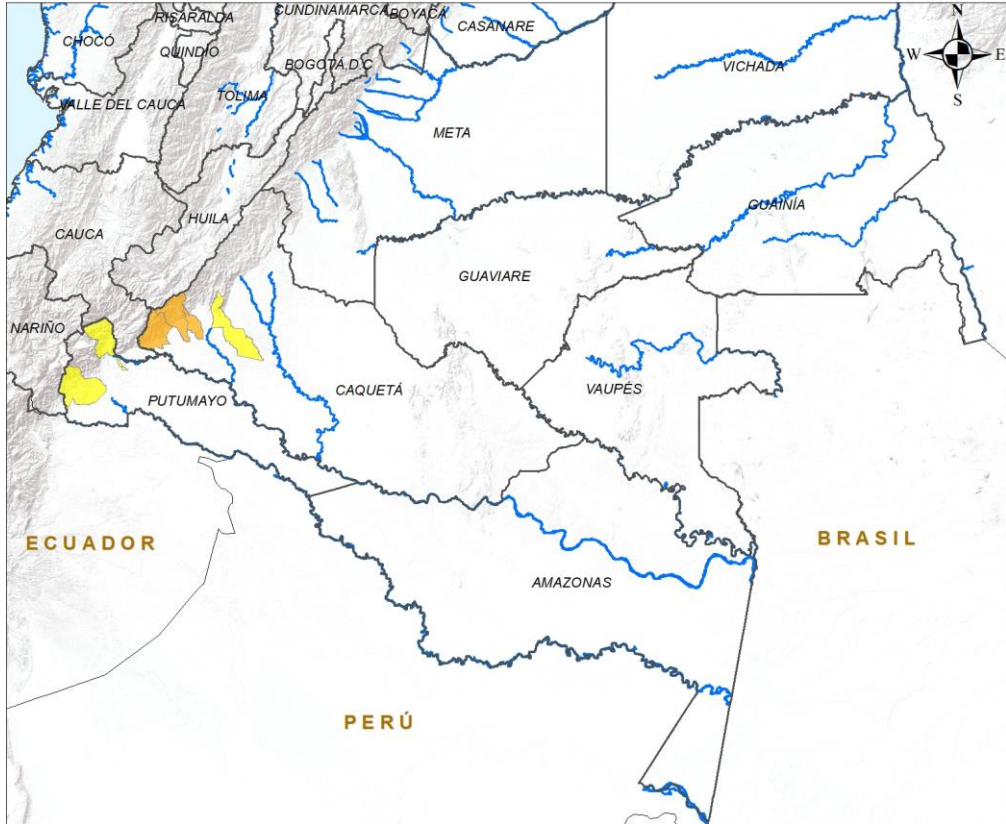 CUNDINAMARCA
BOYACÁ
RISARALDA
CASANARE
N
CHOCÓ
QUINDÍO
BOGOTÁ D.C
W
E
VICHADA
TOLIMA
VALLE DEL CAUCA
S
META
GUAINÍA
HUILA
CAUCA
GUAVIARE
NARIÑO
CAQUETÁ
VAUPÉS
PUTUMAYO
ECUADOR
BRASIL
AMAZONAS
PERÚ